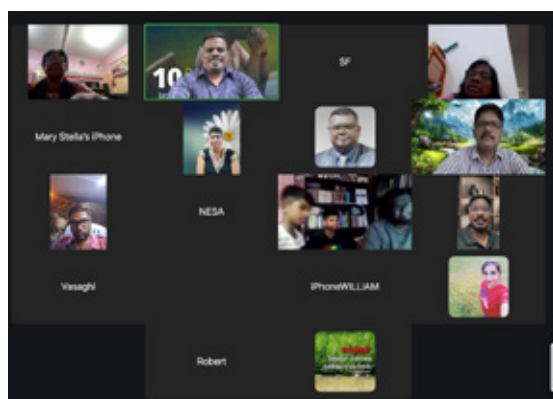 10
SF
Mary Stella's iPhone
NESA
Vasaghi
iPhoneWILLIAM
Robert